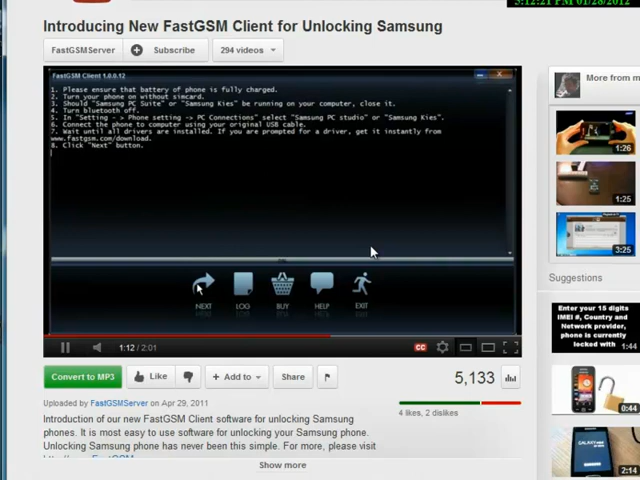 3:12:21 PM 01/28/2012
Introducing New FastGSM Client for Unlocking Samsung
FastGSMServer
Subscribe
294 videos
FastGSM Client 1.0.0.12
1. Please ensure that battery of phone is fully charged.
2. Turn your phone on without simcard.
3. Should "Samsung PC Suite" or "Samsung Kies" be running on your computer, close it.
4. Turn bluetooth off.
5. In "Setting - > Phone setting -> PC Connections" select "Samsung PC studio" or "Samsung Kies".
6. Connect the phone to computer using your original USB cable.
7. Wait until all drivers are installed. If you are prompted for a driver, get it instantly from
www.fastgsm.com/download.
8. Click "Next" button.
NEXT
LOG
BUY
HELP
EXIT
1:12 / 2:01
CC
Convert to MP3
Like
Add to
Share
5,133
Uploaded by FastGSMServer on Apr 29, 2011
4 likes, 2 dislikes
Introduction of our new FastGSM Client software for unlocking Samsung
phones. It is most easy to use software for unlocking your Samsung phone.
Unlocking Samsung phone has never been this simple. For more, please visit
Show more
More from m
1:26
1:25
3:25
Suggestions
Enter your 15 digits
IMEI #, Country and
Network provider,
phone is currently
locked with
1:44
0:44
2:14